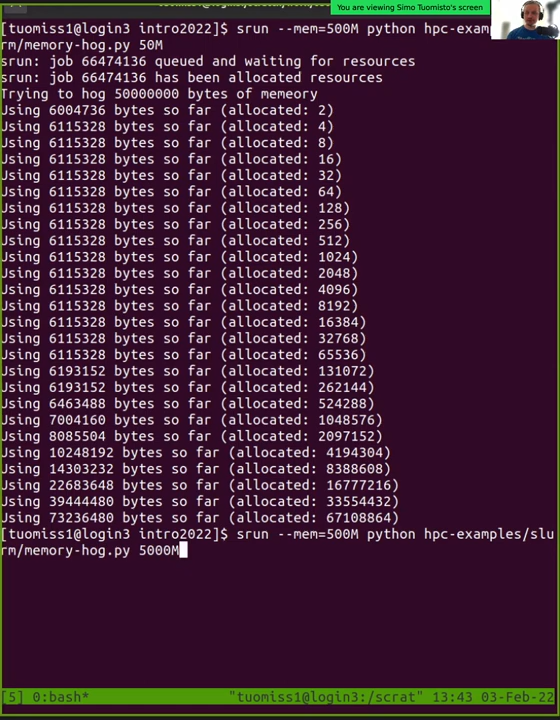 You are viewing Simo Tuomisto's screen
[tuomiss1@login3 intro2022]$ srun --mem=500M python hpc-exam
rm/memory-hog.py 50M
srun: job 66474136 queued and waiting for resources
srun: job 66474136 has been allocated resources
Trying to hog 50000000 bytes of memeory
Using 6004736 bytes so far (allocated: 2)
Using 6115328 bytes so far (allocated: 4)
Using 6115328 bytes so far (allocated: 8)
Using 6115328 bytes so far (allocated: 16)
Using 6115328 bytes so far (allocated: 32)
Using 6115328 bytes so far (allocated: 64)
Using 6115328 bytes so far (allocated: 128)
Using 6115328 bytes so far (allocated: 256)
Using 6115328 bytes so far (allocated: 512)
Using 6115328 bytes so far (allocated: 1024)
Using 6115328 bytes so far (allocated: 2048)
Using 6115328 bytes so far (allocated: 4096)
Using 6115328 bytes so far (allocated: 8192)
Using 6115328 bytes so far (allocated: 16384)
Using 6115328 bytes so far (allocated: 32768)
Using 6115328 bytes so far (allocated: 65536)
Using 6193152 bytes so far (allocated: 131072)
Using 6193152 bytes so far (allocated: 262144)
Using 6463488 bytes so far (allocated: 524288)
Using 7004160 bytes so far (allocated: 1048576)
Using 8085504 bytes so far (allocated: 2097152)
Using 10248192 bytes so far (allocated: 4194304)
Using 14303232 bytes so far (allocated: 8388608)
Using 22683648 bytes so far (allocated: 16777216)
Using 39444480 bytes so far (allocated: 33554432)
Using 73236480 bytes so far (allocated: 67108864)
[tuomiss1@login3 intro2022]$ srun --mem=500M python hpc-examples/slu
rm/memory-hog.py 5000M
[5] 0:bash* "tuomiss1@login3:/scrat" 13:43 03-Feb-22